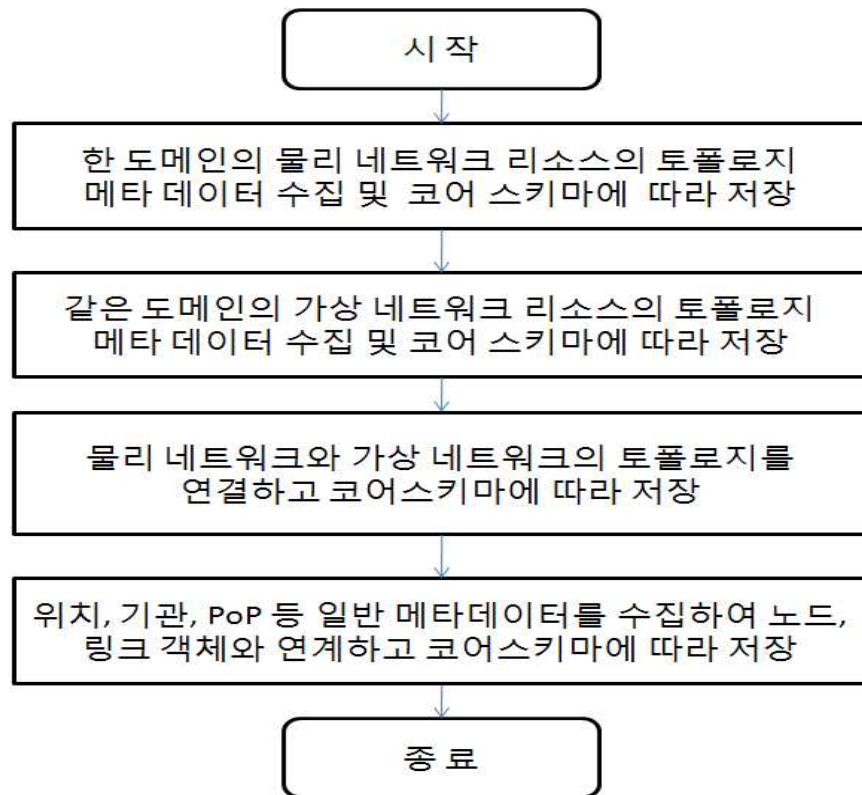 시 작
한 도메인의 물리 네트워크 리소스의 토폴로지
메타 데이터 수집 및 코어 스키마에 따라 저장
같은 도메인의 가상 네트워크 리소스의 토폴로지
메타 데이터 수집 및 코어 스키마에 따라 저장
물리 네트워크와 가상 네트워크의 토폴로지를
연결하고 코어스키마에 따라 저장
위치, 기관, PoP 등 일반 메타데이터를 수집하여 노드,
링크 객체와 연계하고 코어스키마에 따라 저장
종 료